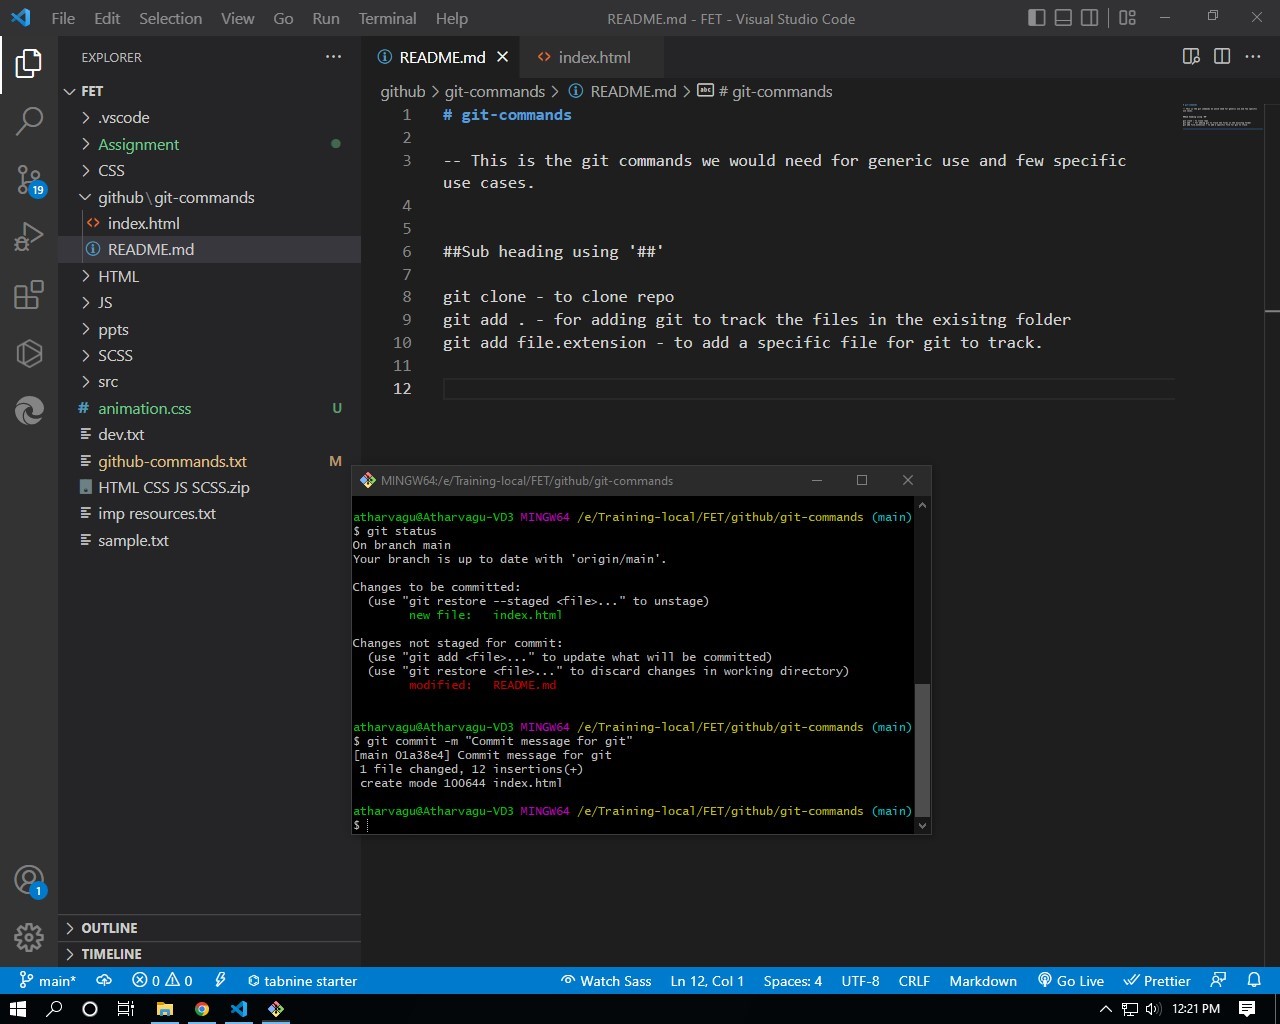 File Edit Selection View Go Run Terminal Help
README.md - FET - Visual Studio Code
EXPLORER
README.md
index.html
FET
github > git-commands > README.md > # git-commands
.vscode
Assignment
CSS
github\git-commands
index.html
README.md
HTML
JS
ppts
SCSS
src
# animation.css U
dev.txt
github-commands.txt M
HTML CSS JS SCSS.zip
imp resources.txt
sample.txt
19
1 # git-commands
2
3 -- This is the git commands we would need for generic use and few specific
use cases.
4
5
6 ##Sub heading using '##'
7
8 git clone - to clone repo
9 git add . - for adding git to track the files in the exisitng folder
10 git add file.extension - to add a specific file for git to track.
11
12
MINGW64:/e/Training-local/FET/github/git-commands
atharvagu@Atharvagu-VD3 MINGW64 /e/Training-local/FET/github/git-commands (main)
$ git status
On branch main
Your branch is up to date with 'origin/main'.
Changes to be committed:
(use "git restore --staged <file>..." to unstage)
new file:   index.html
Changes not staged for commit:
(use "git add <file>..." to update what will be committed)
(use "git restore <file>..." to discard changes in working directory)
modified:   README.md
atharvagu@Atharvagu-VD3 MINGW64 /e/Training-local/FET/github/git-commands (main)
$ git commit -m "Commit message for git"
[main 01a38e4] Commit message for git
1 file changed, 12 insertions(+)
create mode 100644 index.html
atharvagu@Atharvagu-VD3 MINGW64 /e/Training-local/FET/github/git-commands (main)
$
1
OUTLINE
TIMELINE
main* 0 0 tabnine starter Watch Sass Ln 12, Col 1 Spaces: 4 UTF-8 CRLF Markdown Go Live Prettier
12:21 PM